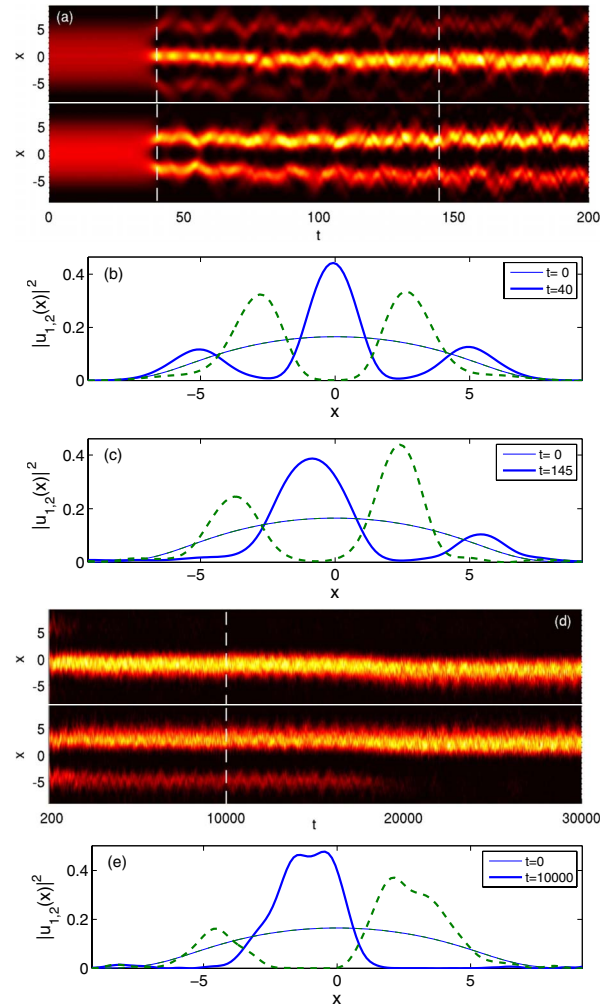 (a)
x
5
0
-5
5
0
-5
0 50 100 150 200
t
(b)
|u1,2(x)|²
0.4
0.2
0
−5 0 5
x
t= 0
t=40
(c)
|u1,2(x)|²
0.4
0.2
0
−5 0 5
x
t= 0
t=145
(d)
x
5
0
-5
5
0
-5
200 10000 20000 30000
t
(e)
|u1,2(x)|²
0.4
0.2
0
−5 0 5
x
t=0
t=10000